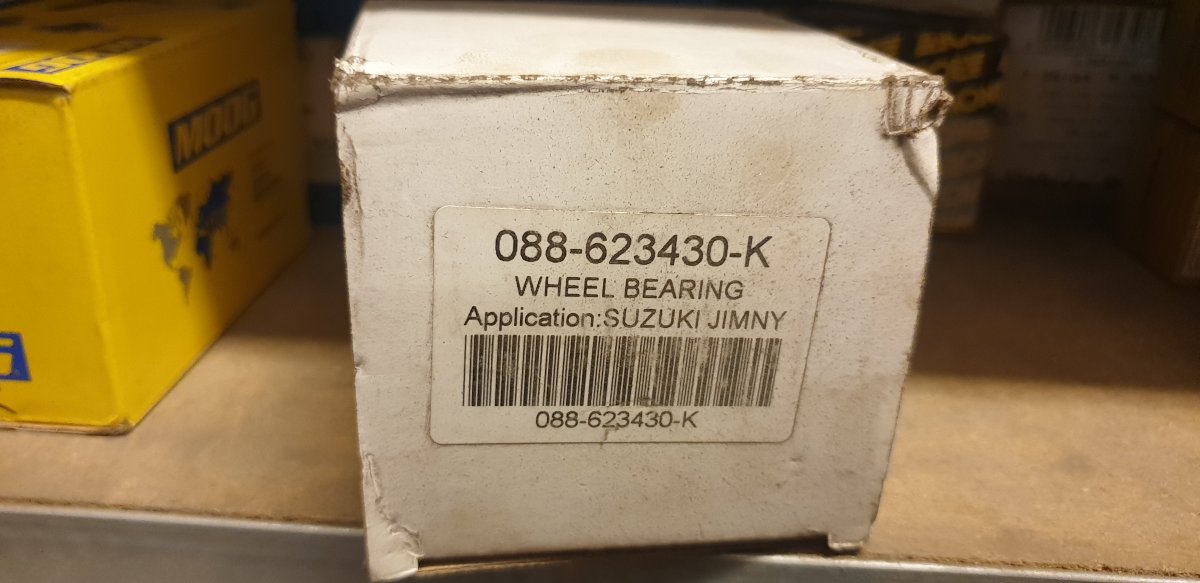 MOOG
088-623430-K
WHEEL BEARING
Application:SUZUKI JIMNY
088-623430-K